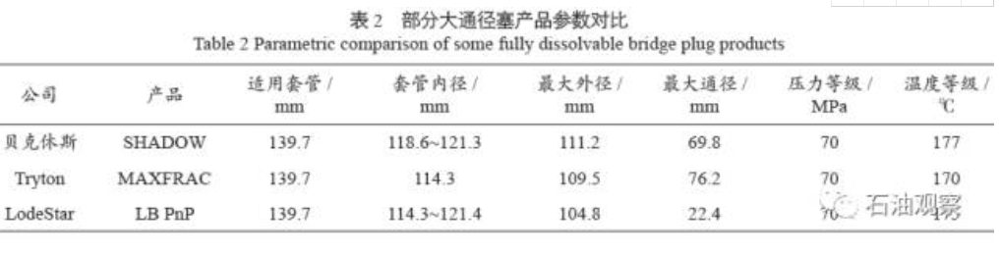 表 2 部分大通径塞产品参数对比
Table 2 Parametric comparison of some fully dissolvable bridge plug products
公司 产品 适用套管 / mm 套管内径 / mm 最大外径 / mm 最大通径 / mm 压力等级 / MPa 温度等级 / ℃
贝克休斯 SHADOW 139.7 118.6~121.3 111.2 69.8 70 177
Tryton MAXFRAC 139.7 114.3 109.5 76.2 70 170
LodeStar LB PnP 139.7 114.3~121.4 104.8 22.4 70
石油观察